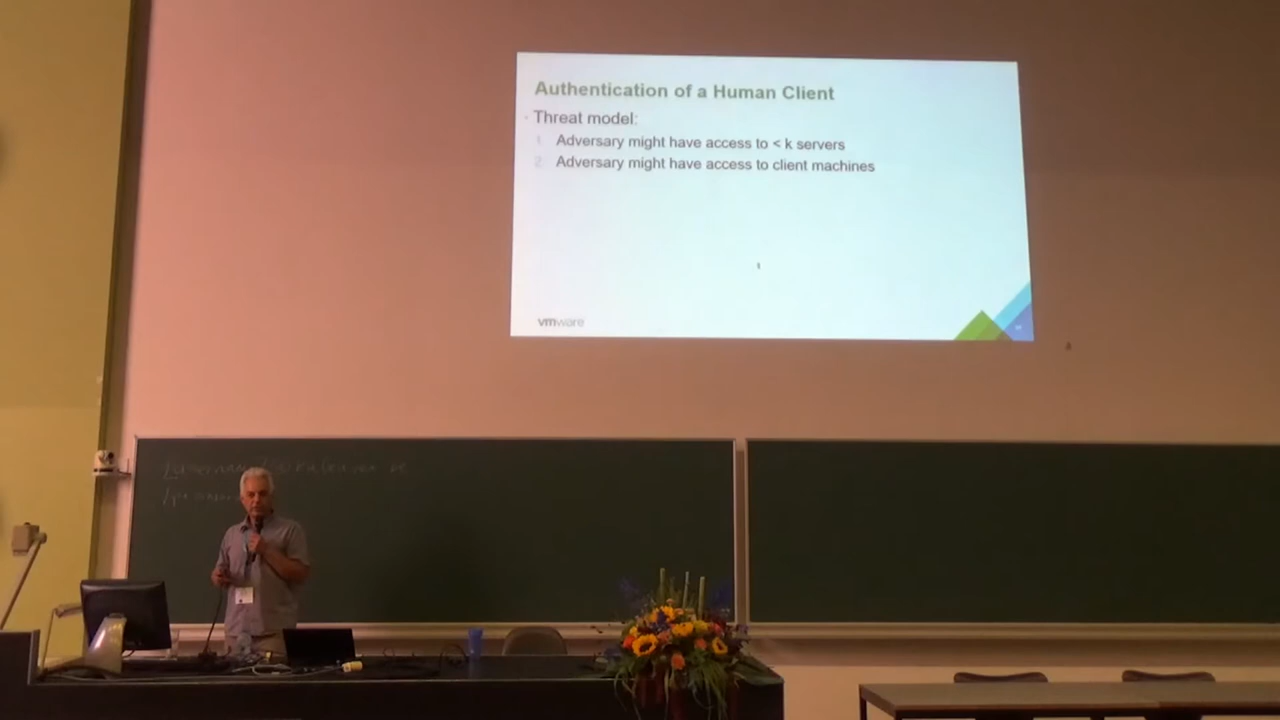 Authentication of a Human Client
Threat model:
1. Adversary might have access to < k servers
2. Adversary might have access to client machines
vmware